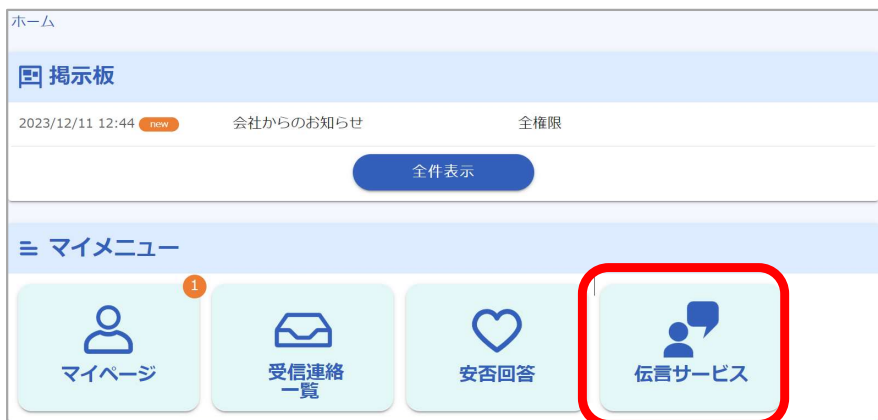 ホーム
掲示板
2023/12/11 12:44 new 会社からのお知らせ 全権限
全件表示
マイメニュー
1
マイページ
受信連絡
一覧
安否回答
伝言サービス